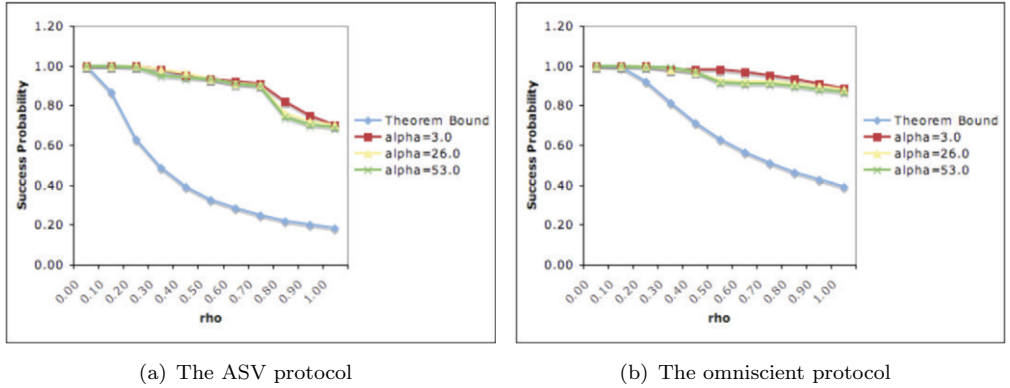 1.20
1.00
0.80
0.60
0.40
0.20
0.00
Success Probability
0.00 0.10 0.20 0.30 0.40 0.50 0.60 0.70 0.80 0.90 1.00
rho
Theorem Bound
alpha=3.0
alpha=26.0
alpha=53.0
(a) The ASV protocol
1.20
1.00
0.80
0.60
0.40
0.20
0.00
Success Probability
0.00 0.10 0.20 0.30 0.40 0.50 0.60 0.70 0.80 0.90 1.00
rho
Theorem Bound
alpha=3.0
alpha=26.0
alpha=53.0
(b) The omniscient protocol